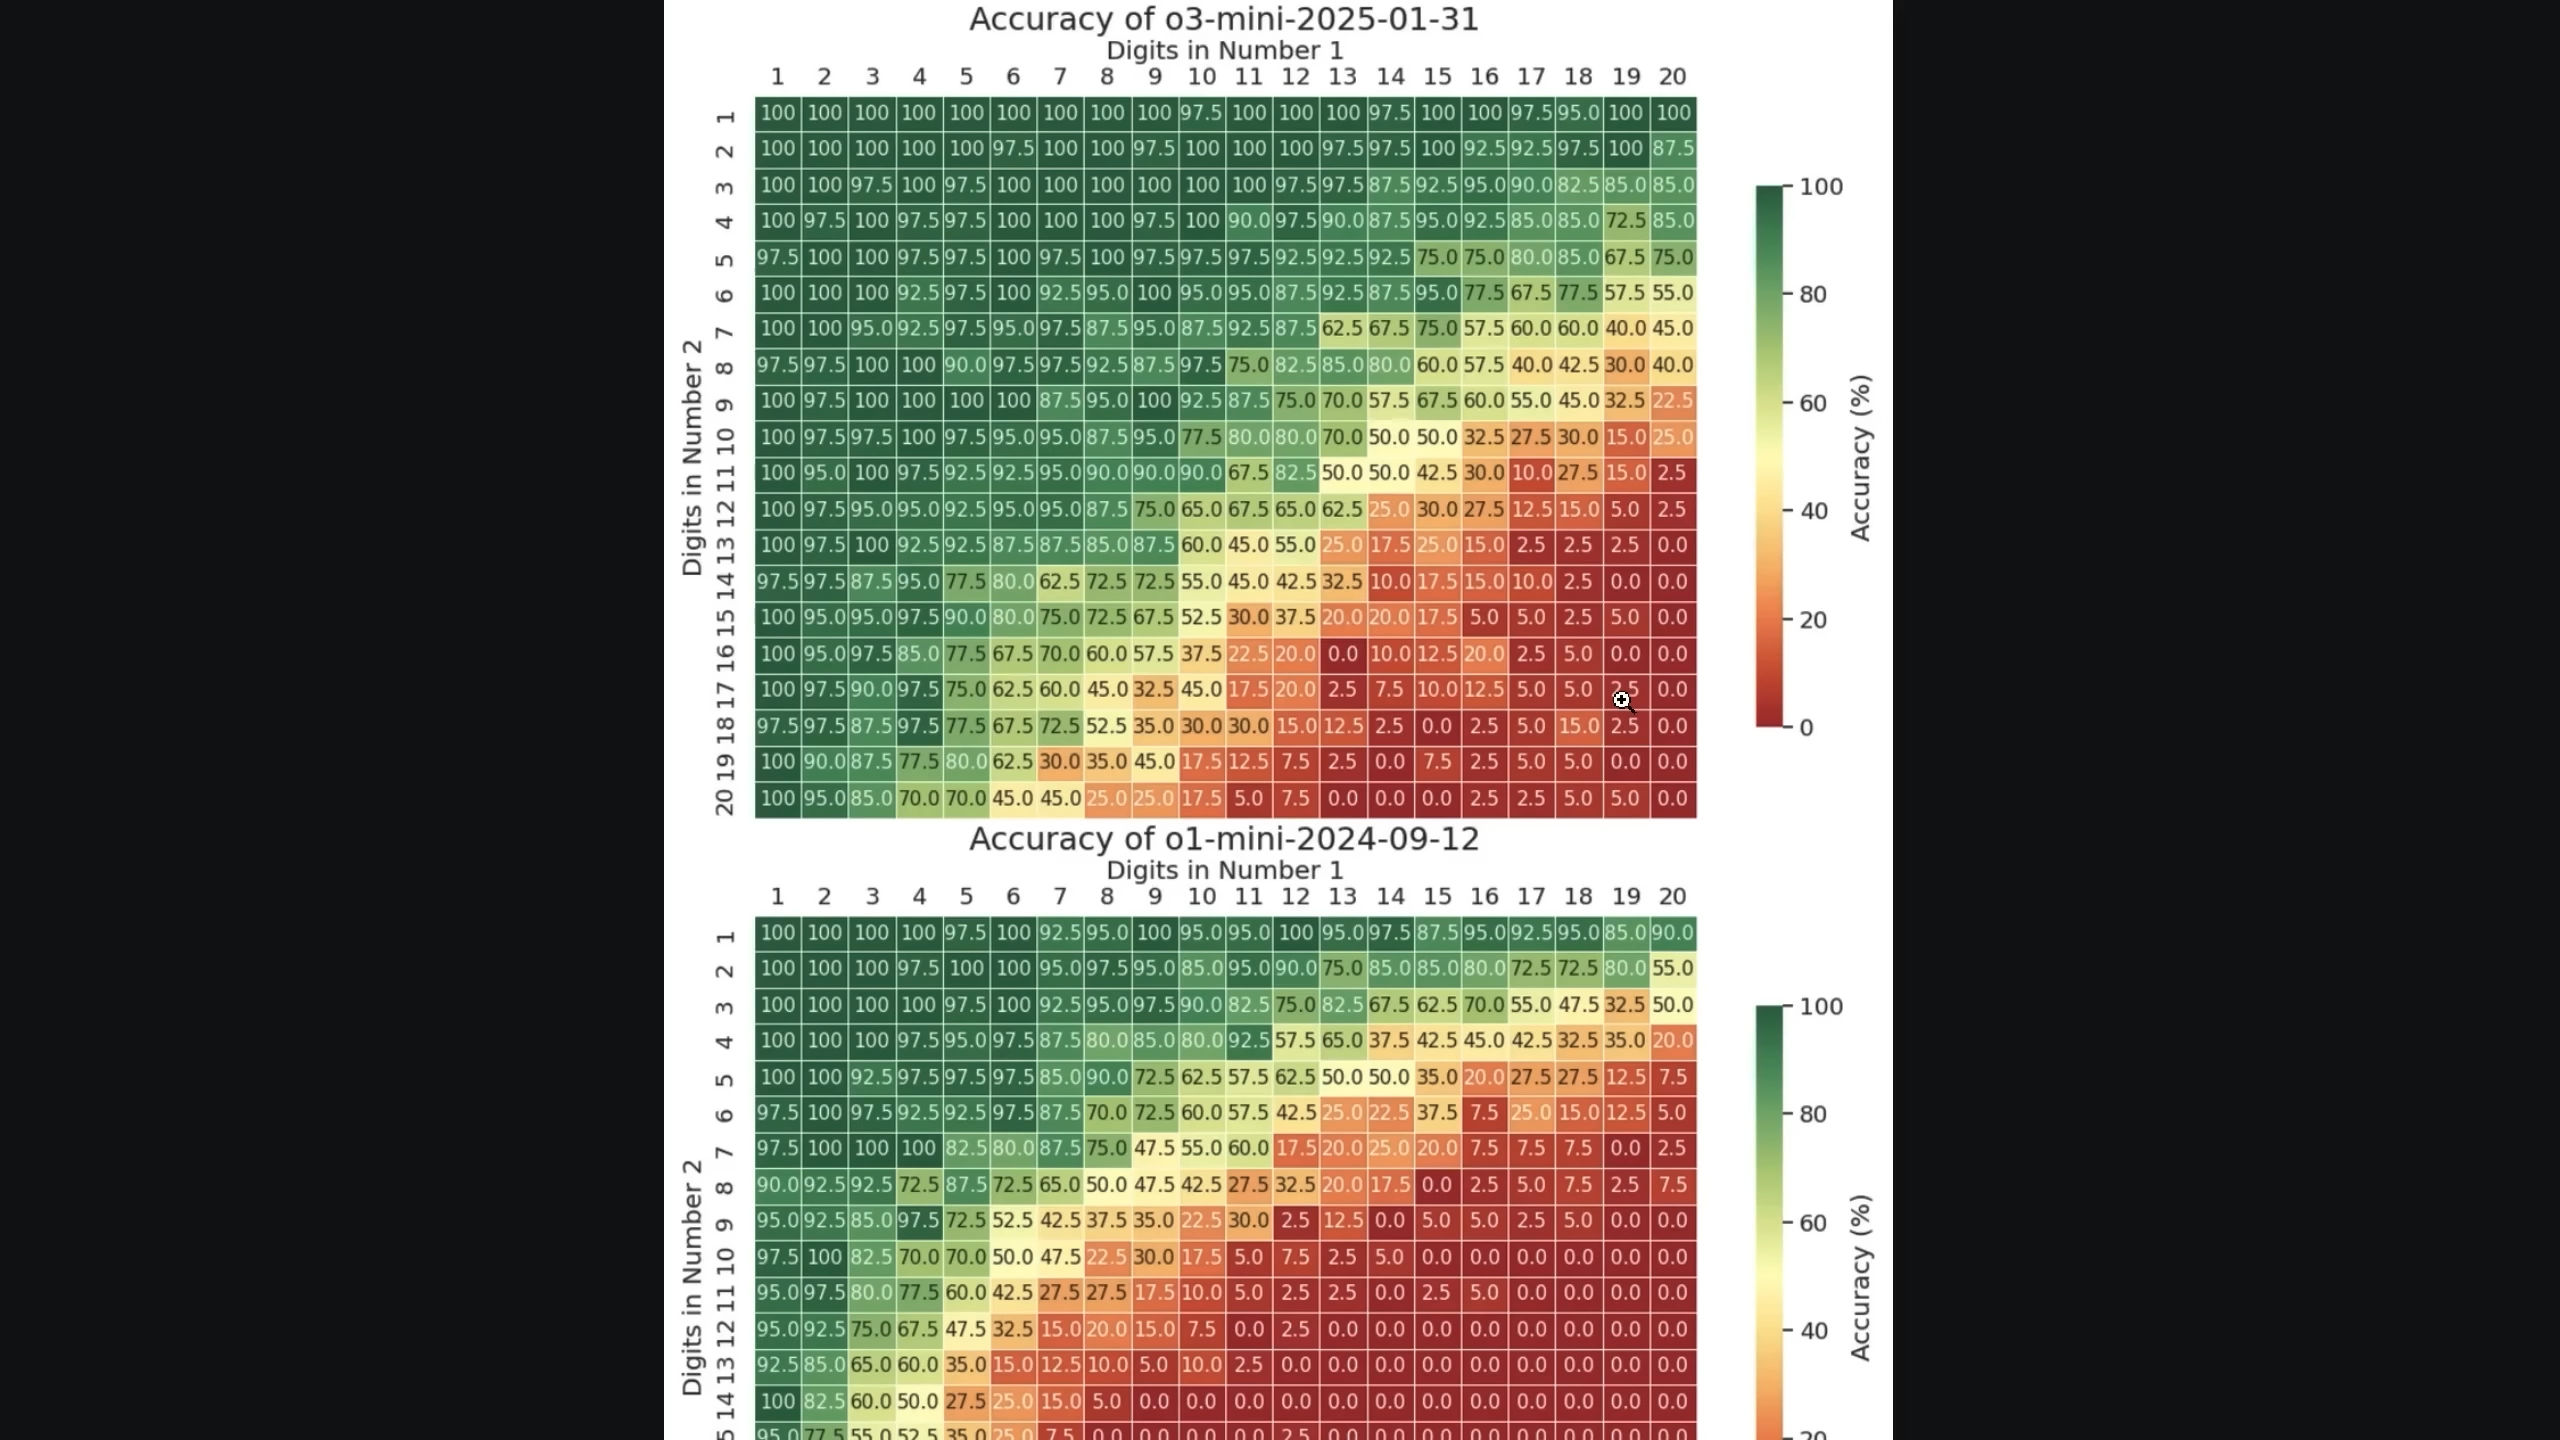 Accuracy of o3-mini-2025-01-31
Digits in Number 1
1 2 3 4 5 6 7 8 9 10 11 12 13 14 15 16 17 18 19 20
1 100 100 100 100 100 100 100 100 100 97.5 100 100 100 97.5 100 100 97.5 95.0 100 100
2 100 100 100 100 100 97.5 100 100 97.5 100 100 100 97.5 97.5 100 92.5 92.5 97.5 100 87.5
3 100 100 97.5 100 97.5 100 100 100 100 100 100 97.5 97.5 87.5 92.5 95.0 90.0 82.5 85.0 85.0
4 100 97.5 100 97.5 97.5 100 100 100 97.5 100 90.0 97.5 90.0 87.5 95.0 92.5 85.0 85.0 72.5 85.0
5 97.5 100 100 97.5 97.5 100 97.5 100 97.5 97.5 97.5 92.5 92.5 92.5 75.0 75.0 80.0 85.0 67.5 75.0
6 100 100 100 92.5 97.5 100 92.5 95.0 100 95.0 95.0 87.5 92.5 87.5 95.0 77.5 67.5 77.5 57.5 55.0
7 100 100 95.0 92.5 97.5 95.0 97.5 87.5 95.0 87.5 92.5 87.5 62.5 67.5 75.0 57.5 60.0 60.0 40.0 45.0
8 97.5 97.5 100 100 90.0 97.5 97.5 92.5 87.5 97.5 75.0 82.5 85.0 80.0 60.0 57.5 40.0 42.5 30.0 40.0
9 100 97.5 100 100 100 100 87.5 95.0 100 92.5 87.5 75.0 70.0 57.5 67.5 60.0 55.0 45.0 32.5 22.5
10 100 97.5 97.5 100 97.5 95.0 95.0 87.5 95.0 77.5 80.0 80.0 70.0 50.0 50.0 32.5 27.5 30.0 15.0 25.0
11 100 95.0 100 97.5 92.5 92.5 95.0 90.0 90.0 90.0 67.5 82.5 50.0 50.0 42.5 30.0 10.0 27.5 15.0 2.5
12 100 97.5 95.0 95.0 92.5 95.0 95.0 87.5 75.0 65.0 67.5 65.0 62.5 25.0 30.0 27.5 12.5 15.0 5.0 2.5
13 100 97.5 100 92.5 92.5 87.5 87.5 85.0 87.5 60.0 45.0 55.0 25.0 17.5 25.0 15.0 2.5 2.5 2.5 0.0
14 97.5 97.5 87.5 95.0 77.5 80.0 62.5 72.5 72.5 55.0 45.0 42.5 32.5 10.0 17.5 15.0 10.0 2.5 0.0 0.0
15 100 95.0 95.0 97.5 90.0 80.0 75.0 72.5 67.5 52.5 30.0 37.5 20.0 20.0 17.5 5.0 5.0 2.5 5.0 0.0
16 100 95.0 97.5 85.0 77.5 67.5 70.0 60.0 57.5 37.5 22.5 20.0 0.0 10.0 12.5 20.0 2.5 5.0 0.0 0.0
17 100 97.5 90.0 97.5 75.0 62.5 60.0 45.0 32.5 45.0 17.5 20.0 2.5 7.5 10.0 12.5 5.0 5.0 0.0
18 97.5 97.5 87.5 97.5 77.5 67.5 72.5 52.5 35.0 30.0 30.0 15.0 12.5 2.5 0.0 2.5 5.0 15.0 2.5 0.0
19 100 90.0 87.5 77.5 80.0 62.5 30.0 35.0 45.0 17.5 12.5 7.5 2.5 0.0 7.5 2.5 5.0 5.0 0.0 0.0
20 100 95.0 85.0 70.0 70.0 45.0 45.0 25.0 25.0 17.5 5.0 7.5 0.0 0.0 0.0 2.5 2.5 5.0 5.0 0.0
Digits in Number 2
100
80
60
40
20
0
Accuracy (%)
Accuracy of o1-mini-2024-09-12
Digits in Number 1
1 2 3 4 5 6 7 8 9 10 11 12 13 14 15 16 17 18 19 20
1 100 100 100 100 97.5 100 92.5 95.0 100 95.0 95.0 100 95.0 97.5 87.5 95.0 92.5 95.0 85.0 90.0
2 100 100 100 97.5 100 100 95.0 97.5 95.0 85.0 95.0 90.0 75.0 85.0 85.0 80.0 72.5 72.5 80.0 55.0
3 100 100 100 100 97.5 100 92.5 95.0 97.5 90.0 82.5 75.0 82.5 67.5 62.5 70.0 55.0 47.5 32.5 50.0
4 100 100 100 97.5 95.0 97.5 87.5 80.0 85.0 80.0 92.5 57.5 65.0 37.5 42.5 45.0 42.5 32.5 35.0 20.0
5 100 100 92.5 97.5 97.5 97.5 85.0 90.0 72.5 62.5 57.5 62.5 50.0 50.0 35.0 20.0 27.5 27.5 12.5 7.5
6 97.5 100 97.5 92.5 92.5 97.5 87.5 70.0 72.5 60.0 57.5 42.5 25.0 22.5 37.5 7.5 25.0 15.0 12.5 5.0
7 97.5 100 100 100 82.5 80.0 87.5 75.0 47.5 55.0 60.0 17.5 20.0 25.0 20.0 7.5 7.5 7.5 0.0 2.5
8 90.0 92.5 92.5 72.5 87.5 72.5 65.0 50.0 47.5 42.5 27.5 32.5 20.0 17.5 0.0 2.5 5.0 7.5 2.5 7.5
9 95.0 92.5 85.0 97.5 72.5 52.5 42.5 37.5 35.0 22.5 30.0 2.5 12.5 0.0 5.0 5.0 2.5 5.0 0.0 0.0
10 97.5 100 82.5 70.0 70.0 50.0 47.5 22.5 30.0 17.5 5.0 7.5 2.5 5.0 0.0 0.0 0.0 0.0 0.0 0.0
11 95.0 97.5 80.0 77.5 60.0 42.5 27.5 27.5 17.5 10.0 5.0 2.5 2.5 0.0 2.5 5.0 0.0 0.0 0.0 0.0
12 95.0 92.5 75.0 67.5 47.5 32.5 15.0 20.0 15.0 7.5 0.0 2.5 0.0 0.0 0.0 0.0 0.0 0.0 0.0 0.0
13 92.5 85.0 65.0 60.0 35.0 15.0 12.5 10.0 5.0 10.0 2.5 0.0 0.0 0.0 0.0 0.0 0.0 0.0 0.0 0.0
14 100 82.5 60.0 50.0 27.5 25.0 15.0 5.0 0.0 0.0 0.0 0.0 0.0 0.0 0.0 0.0 0.0 0.0 0.0 0.0
95.0 77.5 55.0 52.5 35.0 25.0 7.5 0.0 0.0 0.0 0.0 2.5 0.0 0.0 0.0 0.0 0.0 0.0 0.0 0.0
Digits in Number 2
100
80
60
40
20
Accuracy (%)